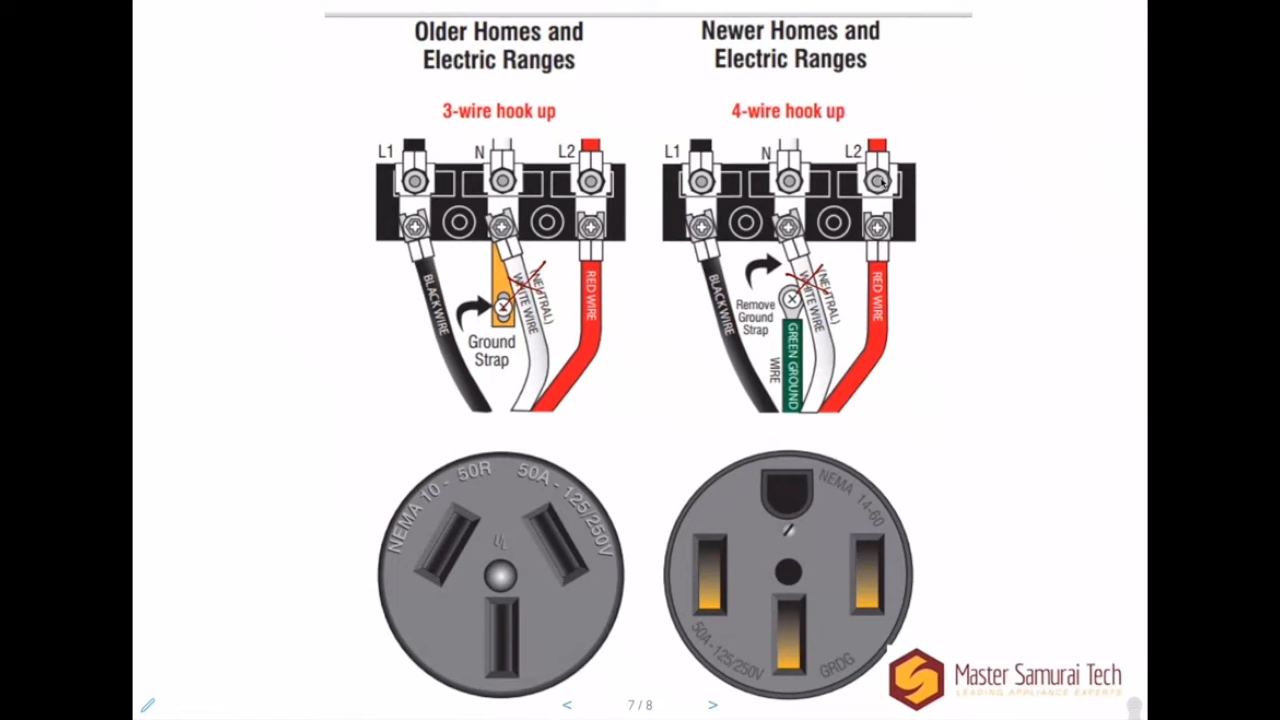 Older Homes and
Electric Ranges
3-wire hook up
L1
N
L2
BLACK WIRE
WHITE WIRE
(NEUTRAL)
RED WIRE
Ground
Strap
NEMA 10 - 50R 50A - 125/250V
UL
Newer Homes and
Electric Ranges
4-wire hook up
L1
N
L2
BLACK WIRE
Remove
Ground
Strap
GREEN GROUND
WIRE
WHITE WIRE
(NEUTRAL)
RED WIRE
NEMA 14-60
50A-125/250V
GRDG
Master Samurai Tech
LEADING APPLIANCE EXPERTS
< 7 / 8 >